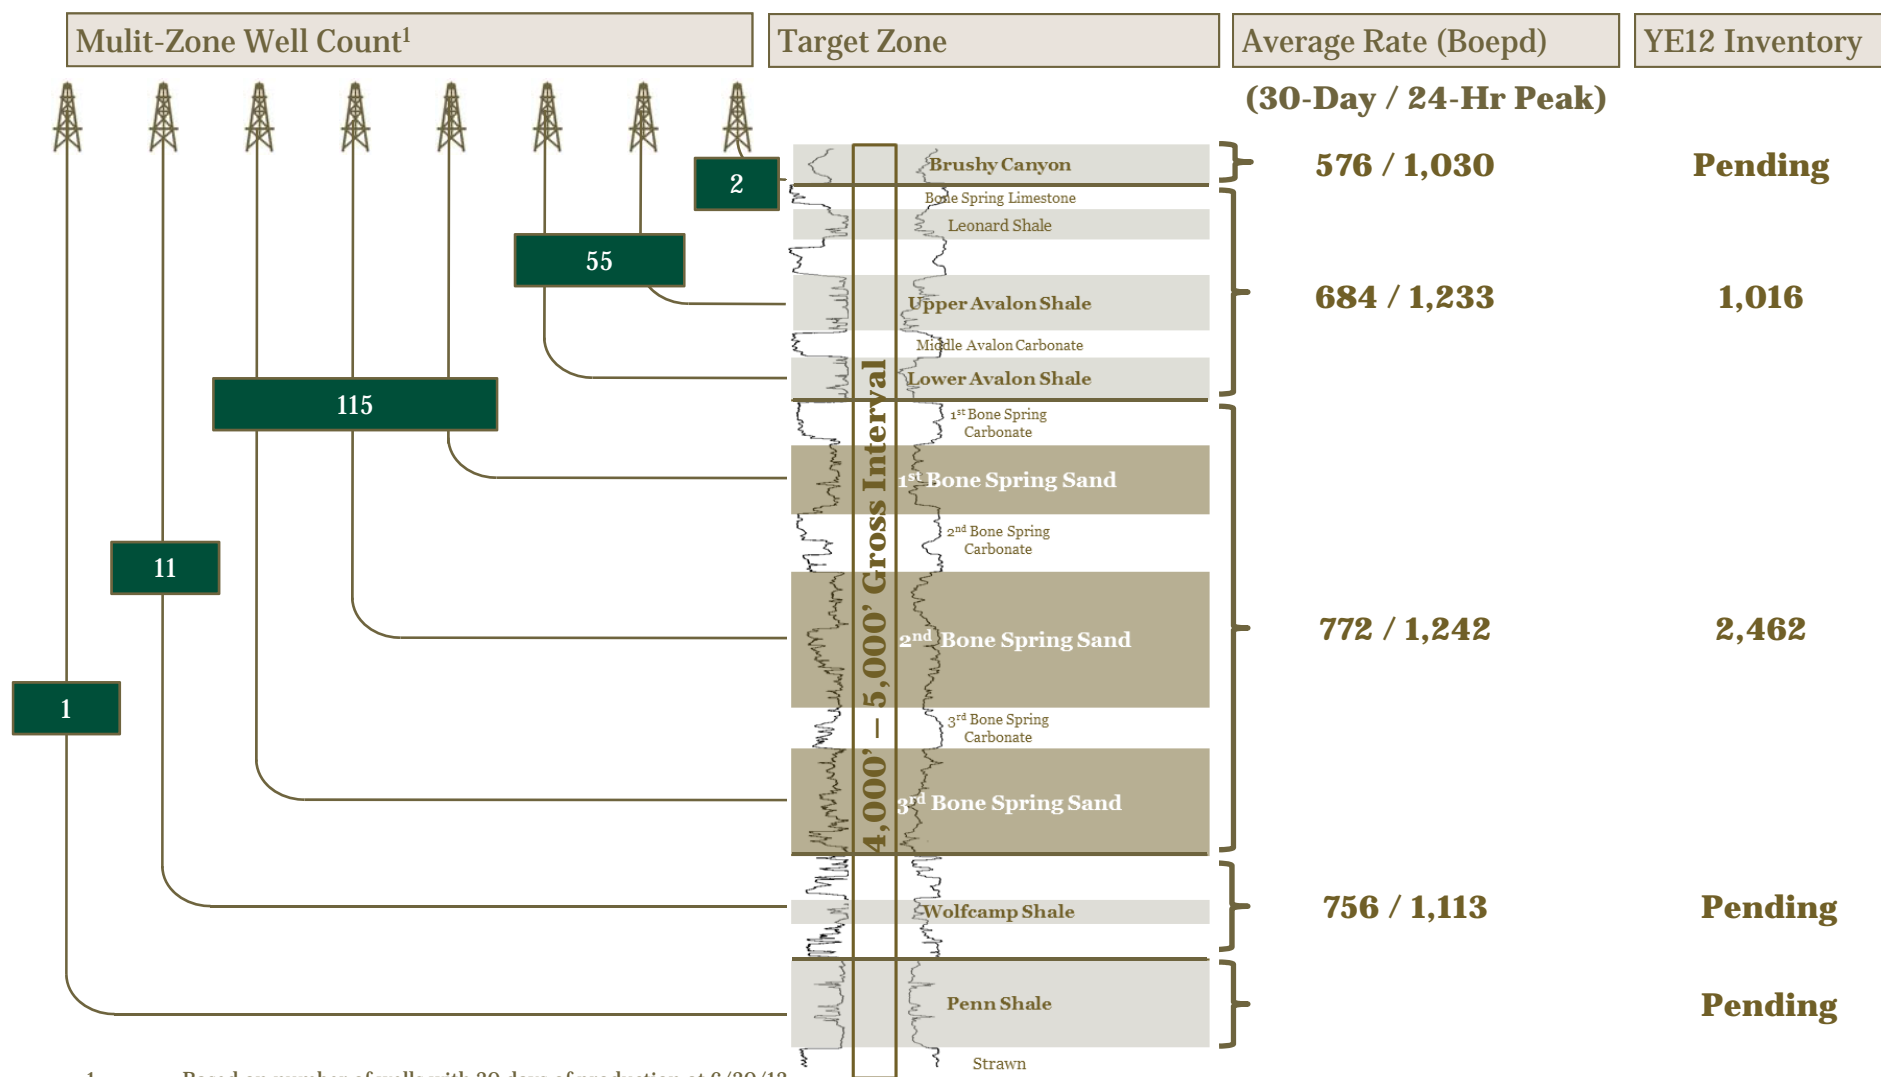 Mulit-Zone Well Count¹
Target Zone
Average Rate (Boepd)
YE12 Inventory
(30-Day / 24-Hr Peak)
2
Brushy Canyon
576 / 1,030
Pending
Bone Spring Limestone
Leonard Shale
55
Upper Avalon Shale
684 / 1,233
1,016
Middle Avalon Carbonate
Lower Avalon Shale
115
1st Bone Spring
Carbonate
1st Bone Spring Sand
4,000’ – 5,000’ Gross Interval
2nd Bone Spring
Carbonate
11
2nd Bone Spring Sand
772 / 1,242
2,462
1
3rd Bone Spring
Carbonate
3rd Bone Spring Sand
Wolfcamp Shale
756 / 1,113
Pending
Penn Shale
Pending
Strawn